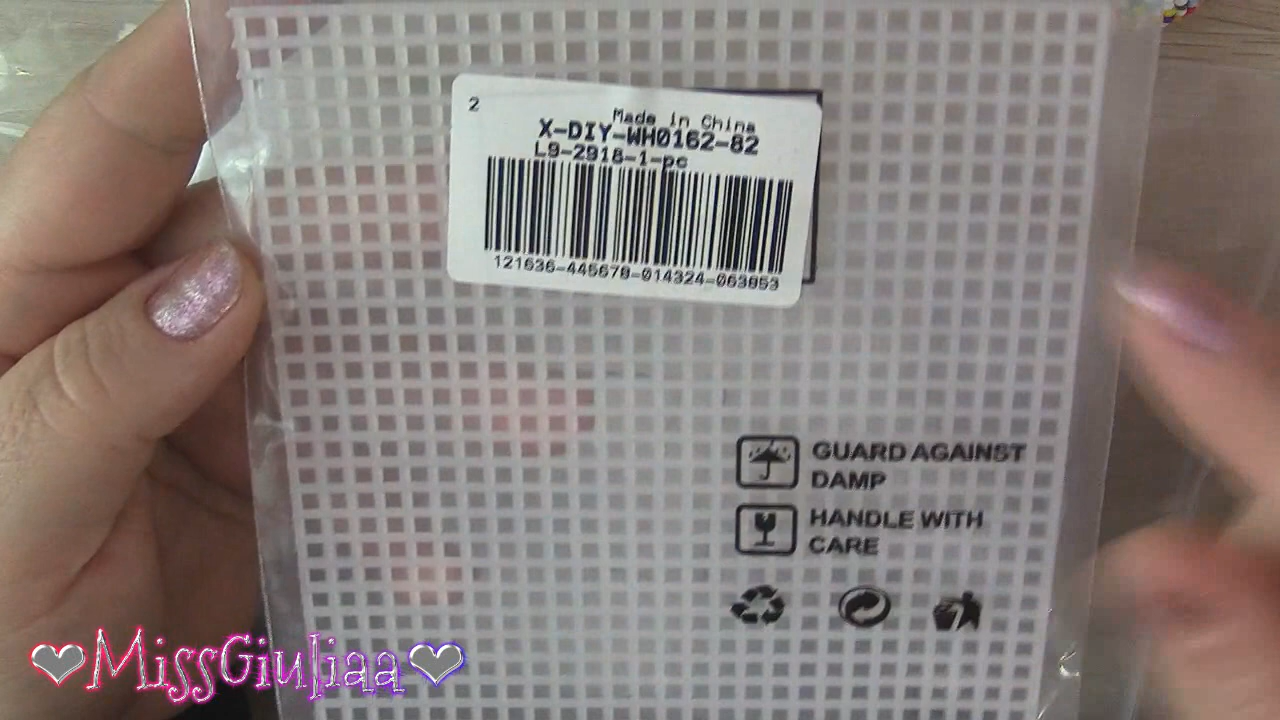 2
Made in China
X-DIY-WH0162-82
L9-2918-1-pc
121636-445678-014324-063853
GUARD AGAINST
DAMP
HANDLE WITH
CARE
❤MissGiuliaa❤